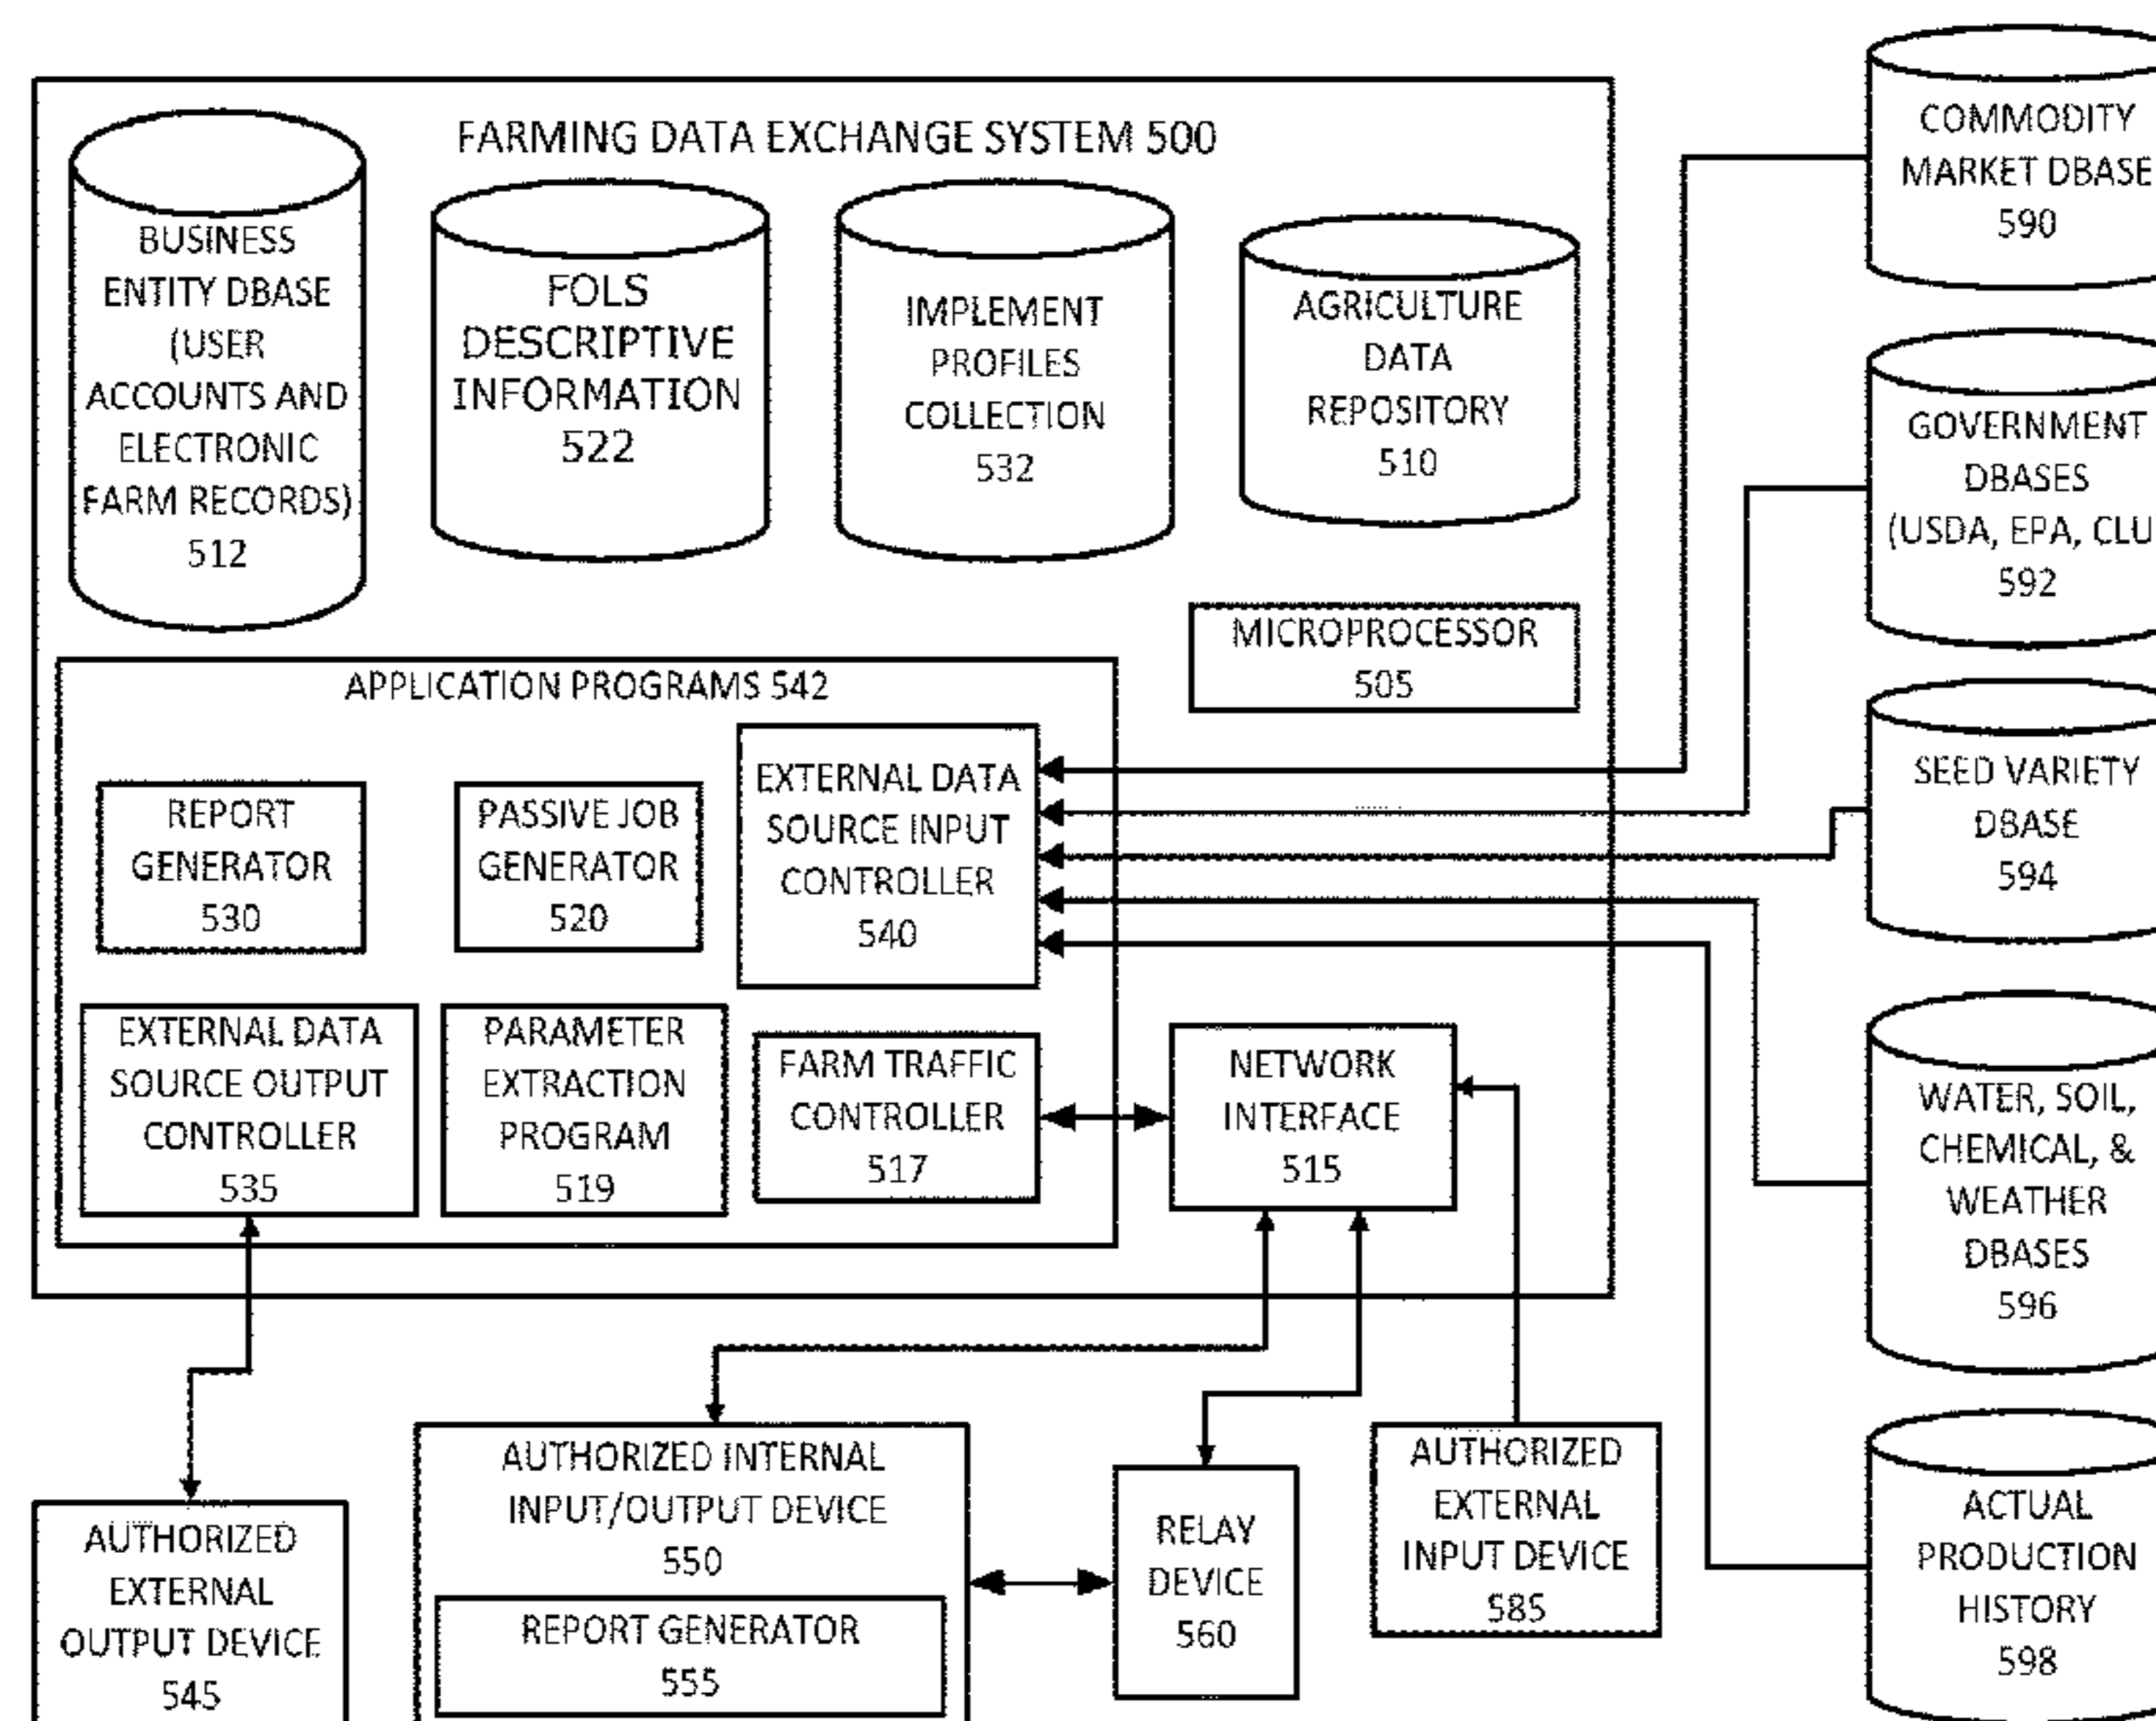 FARMING DATA EXCHANGE SYSTEM 500
BUSINESS
ENTITY DBASE
(USER
ACCOUNTS AND
ELECTRONIC
FARM RECORDS)
512
FOLS
DESCRIPTIVE
INFORMATION
522
IMPLEMENT
PROFILES
COLLECTION
532
AGRICULTURE
DATA
REPOSITORY
510
MICROPROCESSOR
505
APPLICATION PROGRAMS 542
REPORT
GENERATOR
530
PASSIVE JOB
GENERATOR
520
EXTERNAL DATA
SOURCE INPUT
CONTROLLER
540
EXTERNAL DATA
SOURCE OUTPUT
CONTROLLER
535
PARAMETER
EXTRACTION
PROGRAM
519
FARM TRAFFIC
CONTROLLER
517
NETWORK
INTERFACE
515
COMMODITY
MARKET DBASE
590
GOVERNMENT
DBASES
(USDA, EPA, CLU
592
SEED VARIETY
DBASE
594
WATER, SOIL,
CHEMICAL, &
WEATHER
DBASES
596
ACTUAL
PRODUCTION
HISTORY
598
AUTHORIZED
EXTERNAL
OUTPUT DEVICE
545
AUTHORIZED INTERNAL
INPUT/OUTPUT DEVICE
550
REPORT GENERATOR
555
RELAY
DEVICE
560
AUTHORIZED
EXTERNAL
INPUT DEVICE
585